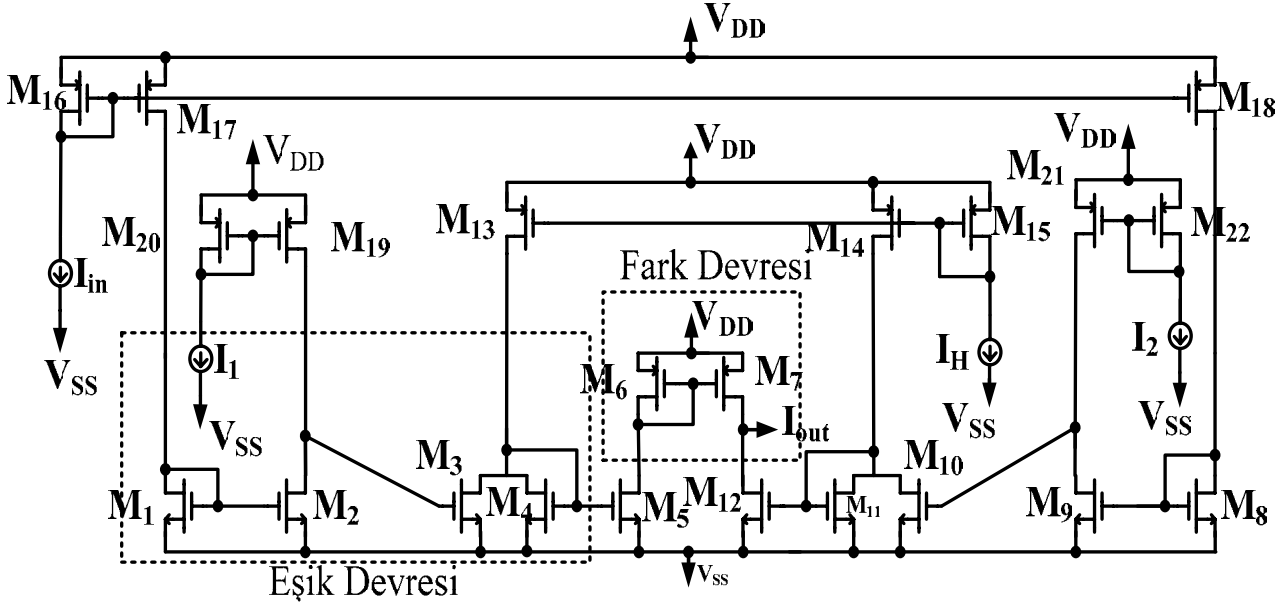 V_DD
M_16
M_17
M_18
V_DD
V_DD
V_DD
M_21
M_20
M_19
M_13
M_14
M_15
M_22
Fark Devresi
I_in
V_DD
I_1
I_H
I_2
V_SS
M_6
M_7
V_SS
I_out
V_SS
V_SS
M_3
M_10
M_1
M_2
M_4
M_5
M_12
M_11
M_9
M_8
Eşik Devresi
V_SS